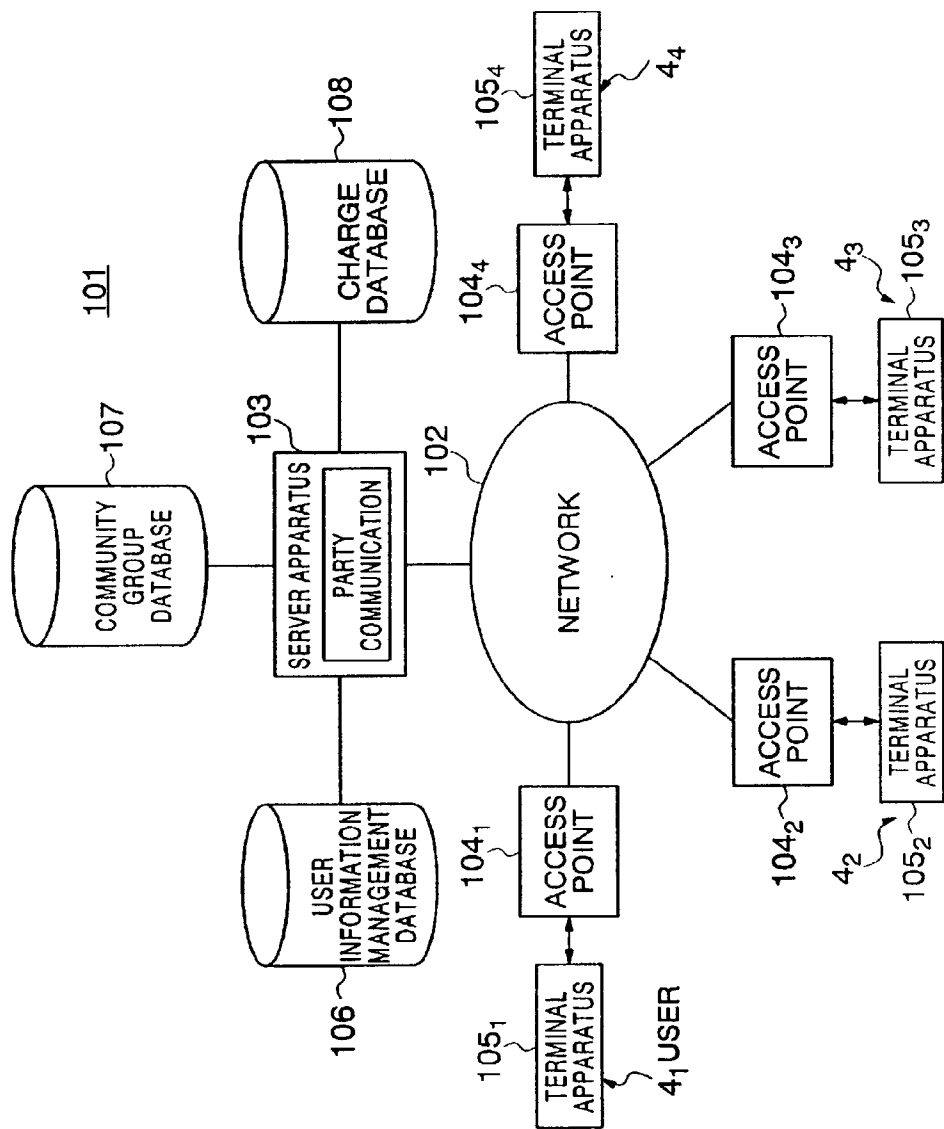 101
107
COMMUNITY
GROUP
DATABASE
106
USER
INFORMATION
MANAGEMENT
DATABASE
103
SERVER APPARATUS
PARTY
COMMUNICATION
108
CHARGE
DATABASE
102
NETWORK
105₁
TERMINAL
APPARATUS
4₁ USER
104₁
ACCESS
POINT
104₄
ACCESS
POINT
105₄
TERMINAL
APPARATUS
4₄
104₂
ACCESS
POINT
4₂
105₂
TERMINAL
APPARATUS
104₃
ACCESS
POINT
4₃
105₃
TERMINAL
APPARATUS